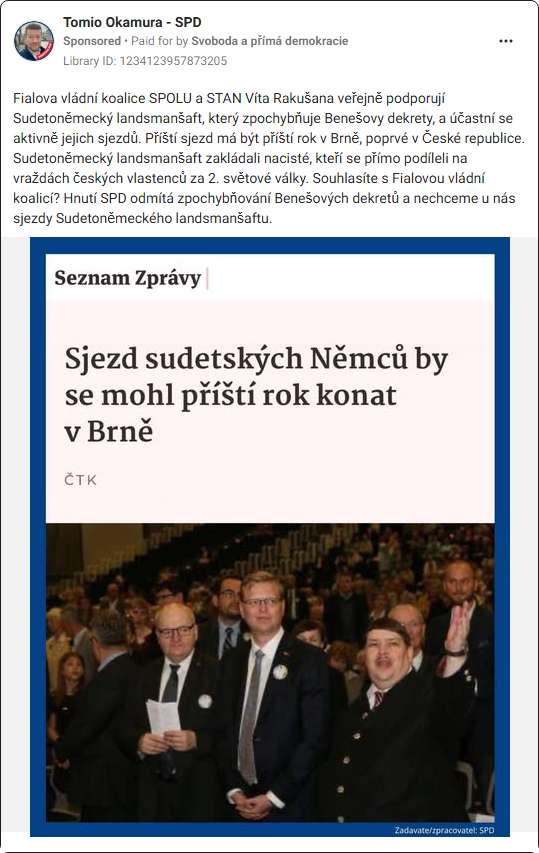 Tomio Okamura - SPD
Sponsored • Paid for by Svoboda a přímá demokracie
Library ID: 1234123957873205
Fialova vládní koalice SPOLU a STAN Víta Rakušana veřejně podporují
Sudetoněmecký landsmanšaft, který zpochybňuje Benešovy dekrety, a účastní se
aktivně jejich sjezdů. Příští sjezd má být příští rok v Brně, poprvé v České republice.
Sudetoněmecký landsmanšaft zakládali nacisté, kteří se přímo podíleli na
vraždách českých vlastenců za 2. světové války. Souhlasíte s Fialovou vládní
koalicí? Hnutí SPD odmítá zpochybňování Benešových dekretů a nechceme u nás
sjezdy Sudetoněmeckého landsmanšaftu.
Seznam Zprávy
Sjezd sudetských Němců by
se mohl příští rok konat
v Brně
ČTK
Zadavate/zpracovatel: SPD